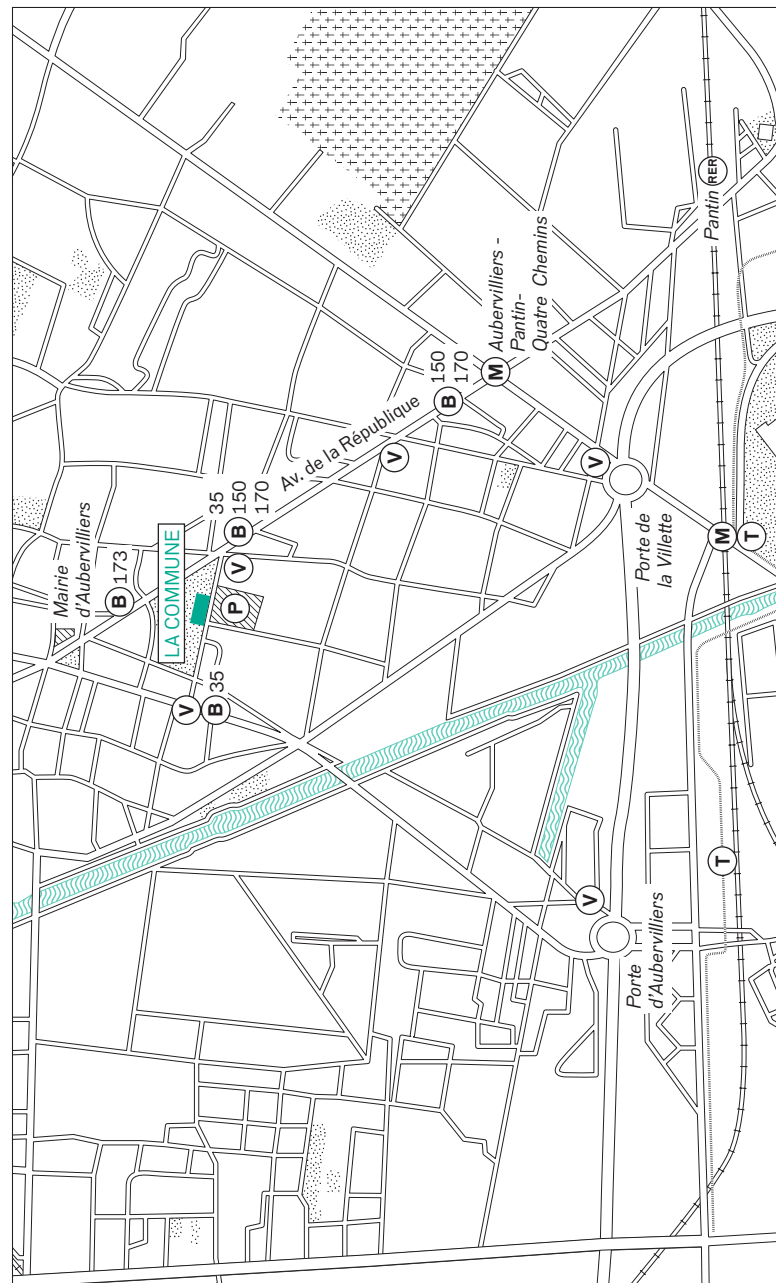 Mairie
d'Aubervilliers
B 173
LA COMMUNE
35
B 150
170
V
P
V
B 35
Av. de la République
V
150
B 170
M
Aubervilliers -
Pantin-
Quatre Chemins
V
Porte de
la Villette
Pantin RER
M
T
V
Porte
d'Aubervilliers
T